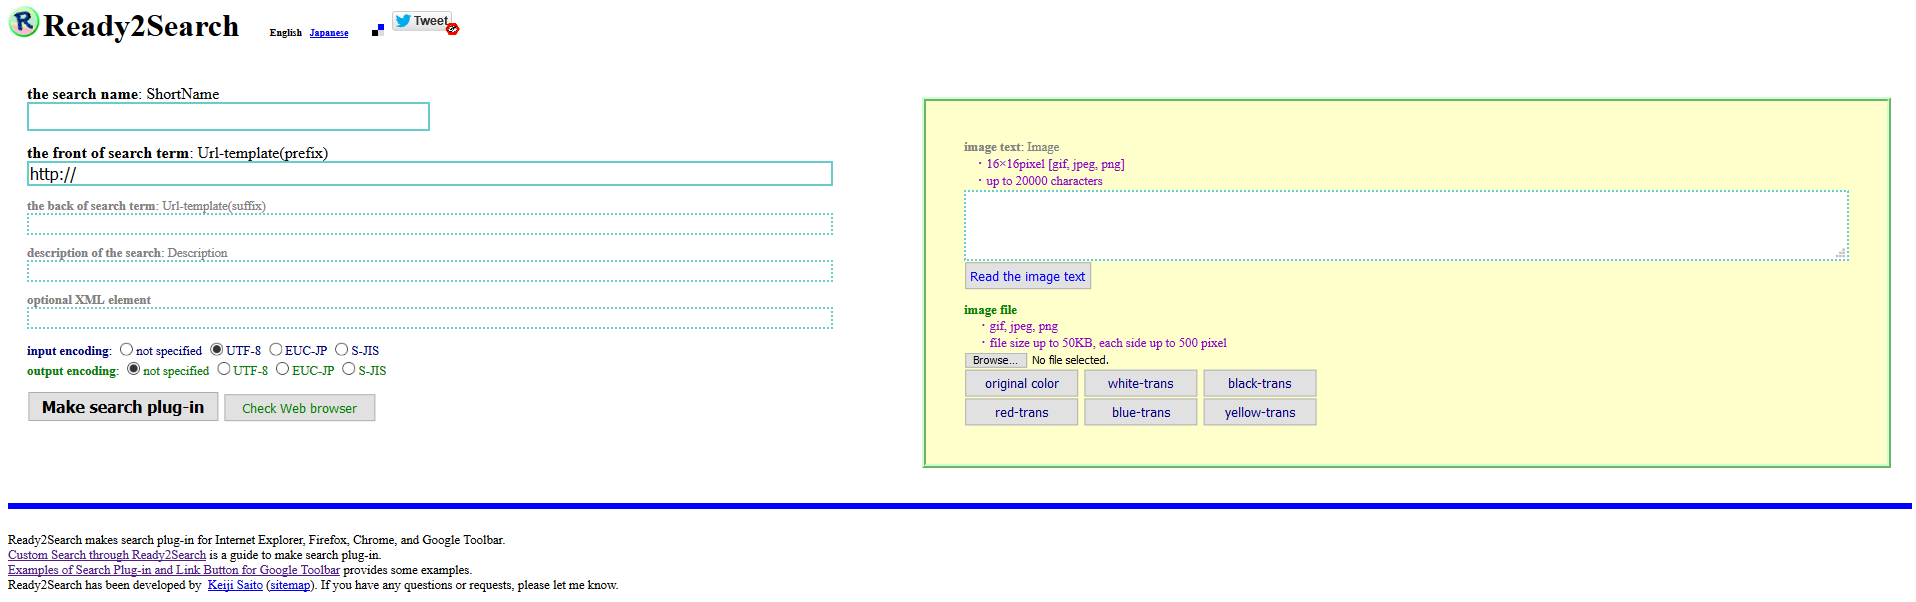 Ready2Search English Japanese Tweet
the search name: ShortName
the front of search term: Url-template(prefix)
http://
the back of search term: Url-template(suffix)
description of the search: Description
optional XML element
input encoding: not specified UTF-8 EUC-JP S-JIS
output encoding: not specified UTF-8 EUC-JP S-JIS
Make search plug-in Check Web browser
image text: Image
・16×16pixel [gif, jpeg, png]
・up to 20000 characters
Read the image text
image file
・gif, jpeg, png
・file size up to 50KB, each side up to 500 pixel
Browse... No file selected.
original color white-trans black-trans
red-trans blue-trans yellow-trans
Ready2Search makes search plug-in for Internet Explorer, Firefox, Chrome, and Google Toolbar.
Custom Search through Ready2Search is a guide to make search plug-in.
Examples of Search Plug-in and Link Button for Google Toolbar provides some examples.
Ready2Search has been developed by Keiji Saito (sitemap). If you have any questions or requests, please let me know.